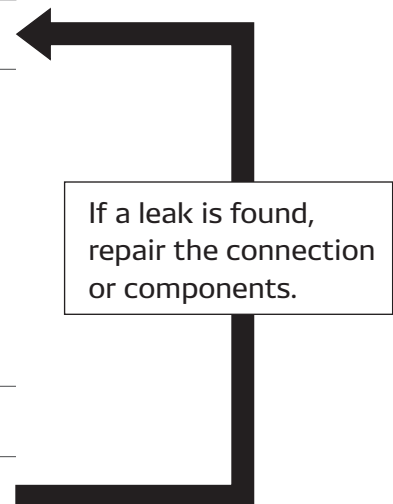 If a leak is found,
repair the connection
or components.